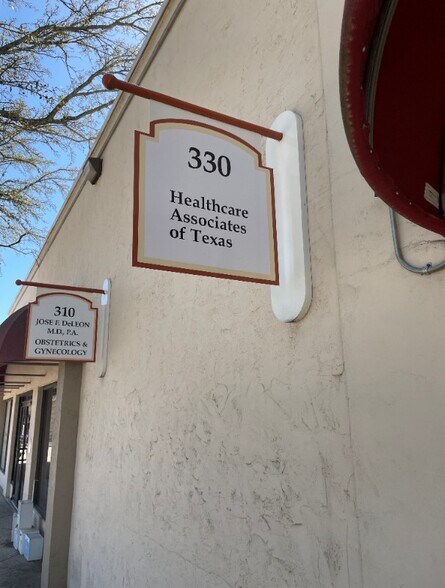 330
Healthcare
Associates
of Texas
310
JOSE F. DeLEON
M.D., P.A.
OBSTETRICS &
GYNECOLOGY